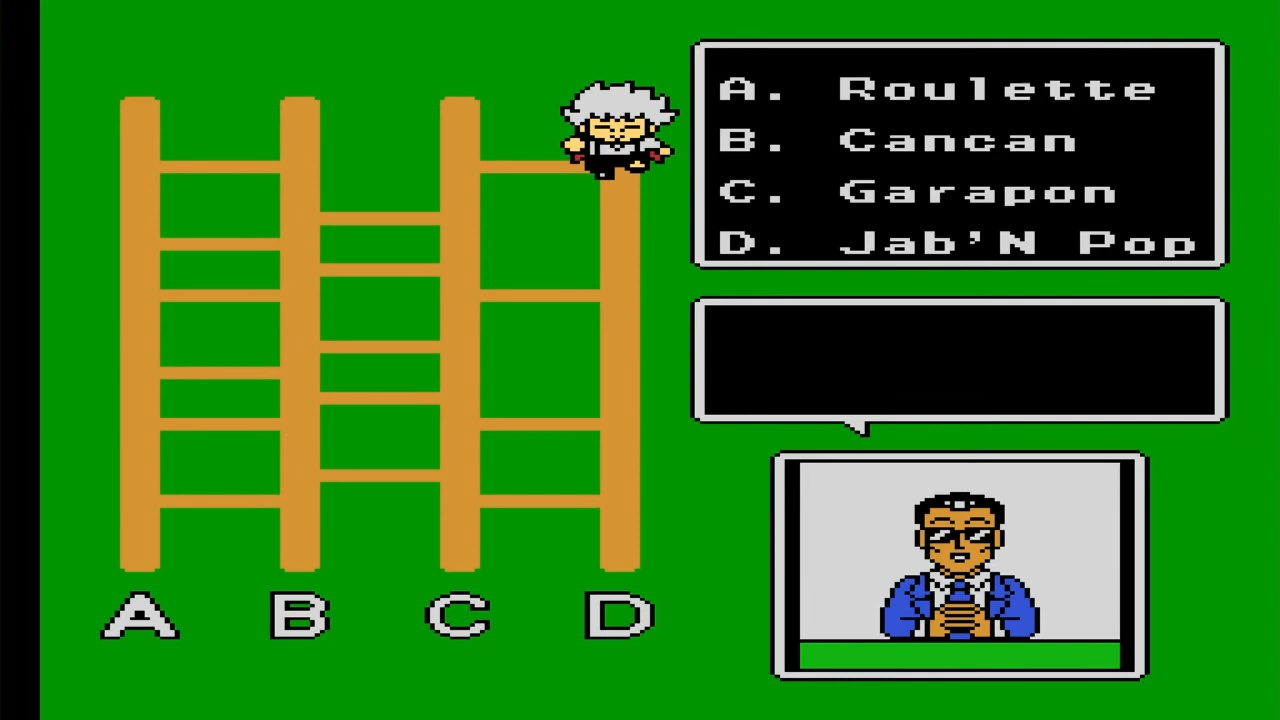 A. Roulette
B. Cancan
C. Garapon
D. Jab'N Pop
A B C D